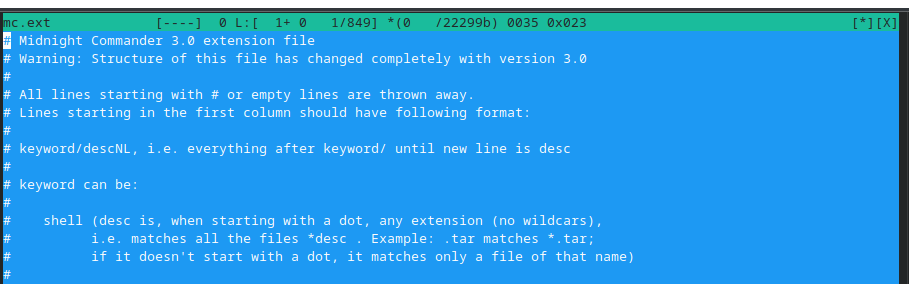 mc.ext [----] 0 L:[ 1+ 0 1/849] *(0 /22299b) 0035 0x023 [*][X]
# Midnight Commander 3.0 extension file
# Warning: Structure of this file has changed completely with version 3.0
#
# All lines starting with # or empty lines are thrown away.
# Lines starting in the first column should have following format:
#
# keyword/descNL, i.e. everything after keyword/ until new line is desc
#
# keyword can be:
#
#    shell (desc is, when starting with a dot, any extension (no wildcars),
#          i.e. matches all the files *desc . Example: .tar matches *.tar;
#          if it doesn't start with a dot, it matches only a file of that name)
#